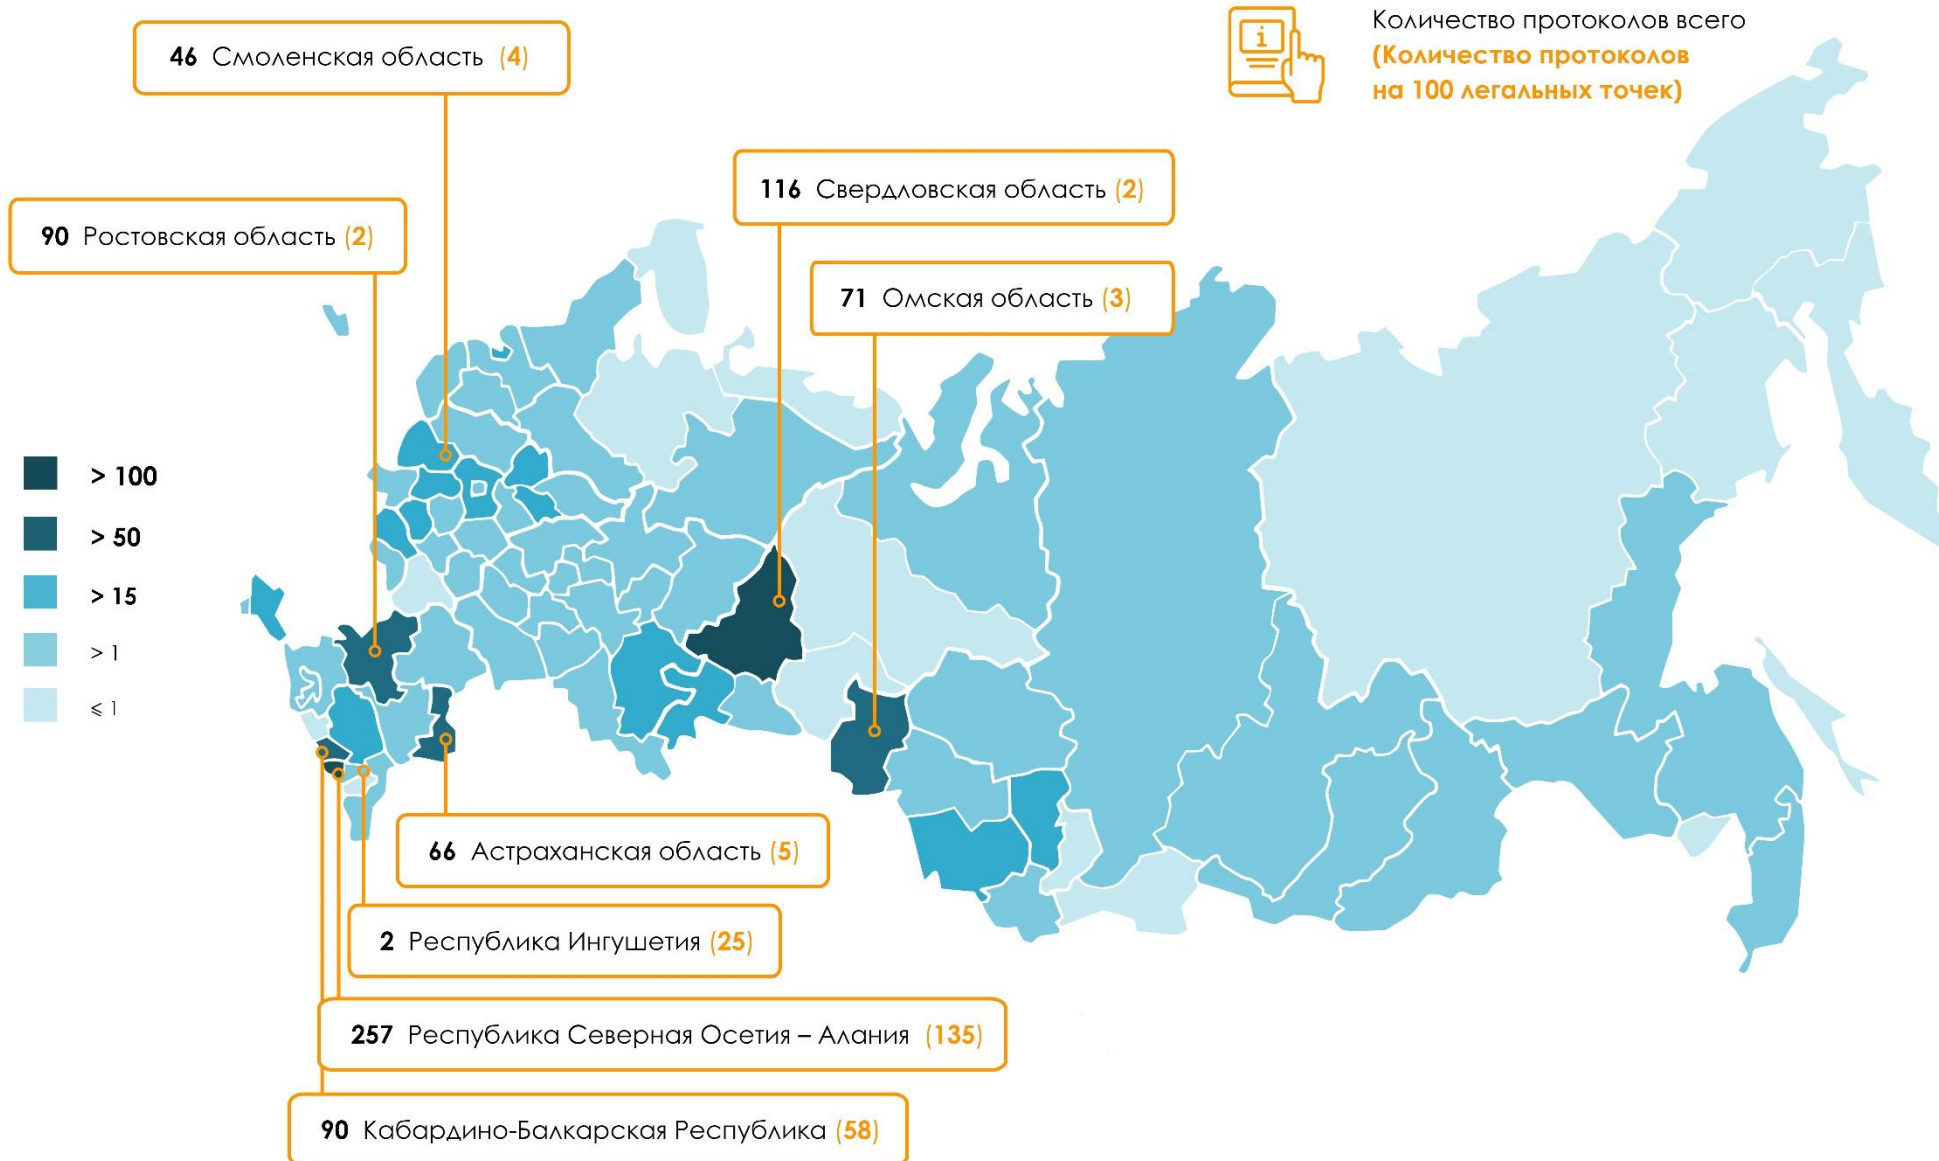 Количество протоколов всего
(Количество протоколов
на 100 легальных точек)
46 Смоленская область (4)
116 Свердловская область (2)
90 Ростовская область (2)
71 Омская область (3)
> 100
> 50
> 15
> 1
⩽ 1
66 Астраханская область (5)
2 Республика Ингушетия (25)
257 Республика Северная Осетия – Алания (135)
90 Кабардино-Балкарская Республика (58)